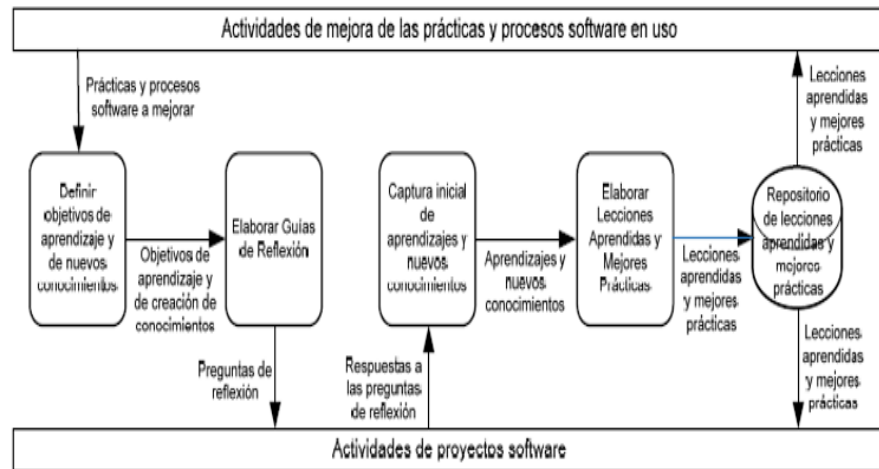 Actividades de mejora de las prácticas y procesos software en uso
Prácticas y procesos
software a mejorar
Lecciones
aprendidas
y mejores
prácticas
Definir
objetivos de
aprendizaje y
de nuevos
conocimientos
Objetivos de
aprendizaje y
de creación de
conocimientos
Elaborar Guías
de Reflexión
Captura inicial
de
aprendizajes y
nuevos
conocimientos
Aprendizajes y
nuevos
conocimientos
Elaborar
Lecciones
Aprendidas y
Mejores
Prácticas
Lecciones
aprendidas
y mejores
prácticas
Repositorio
de lecciones
aprendidas y
mejores
prácticas
Preguntas de
reflexión
Respuestas a
las preguntas
de reflexión
Lecciones
aprendidas
y mejores
prácticas
Actividades de proyectos software